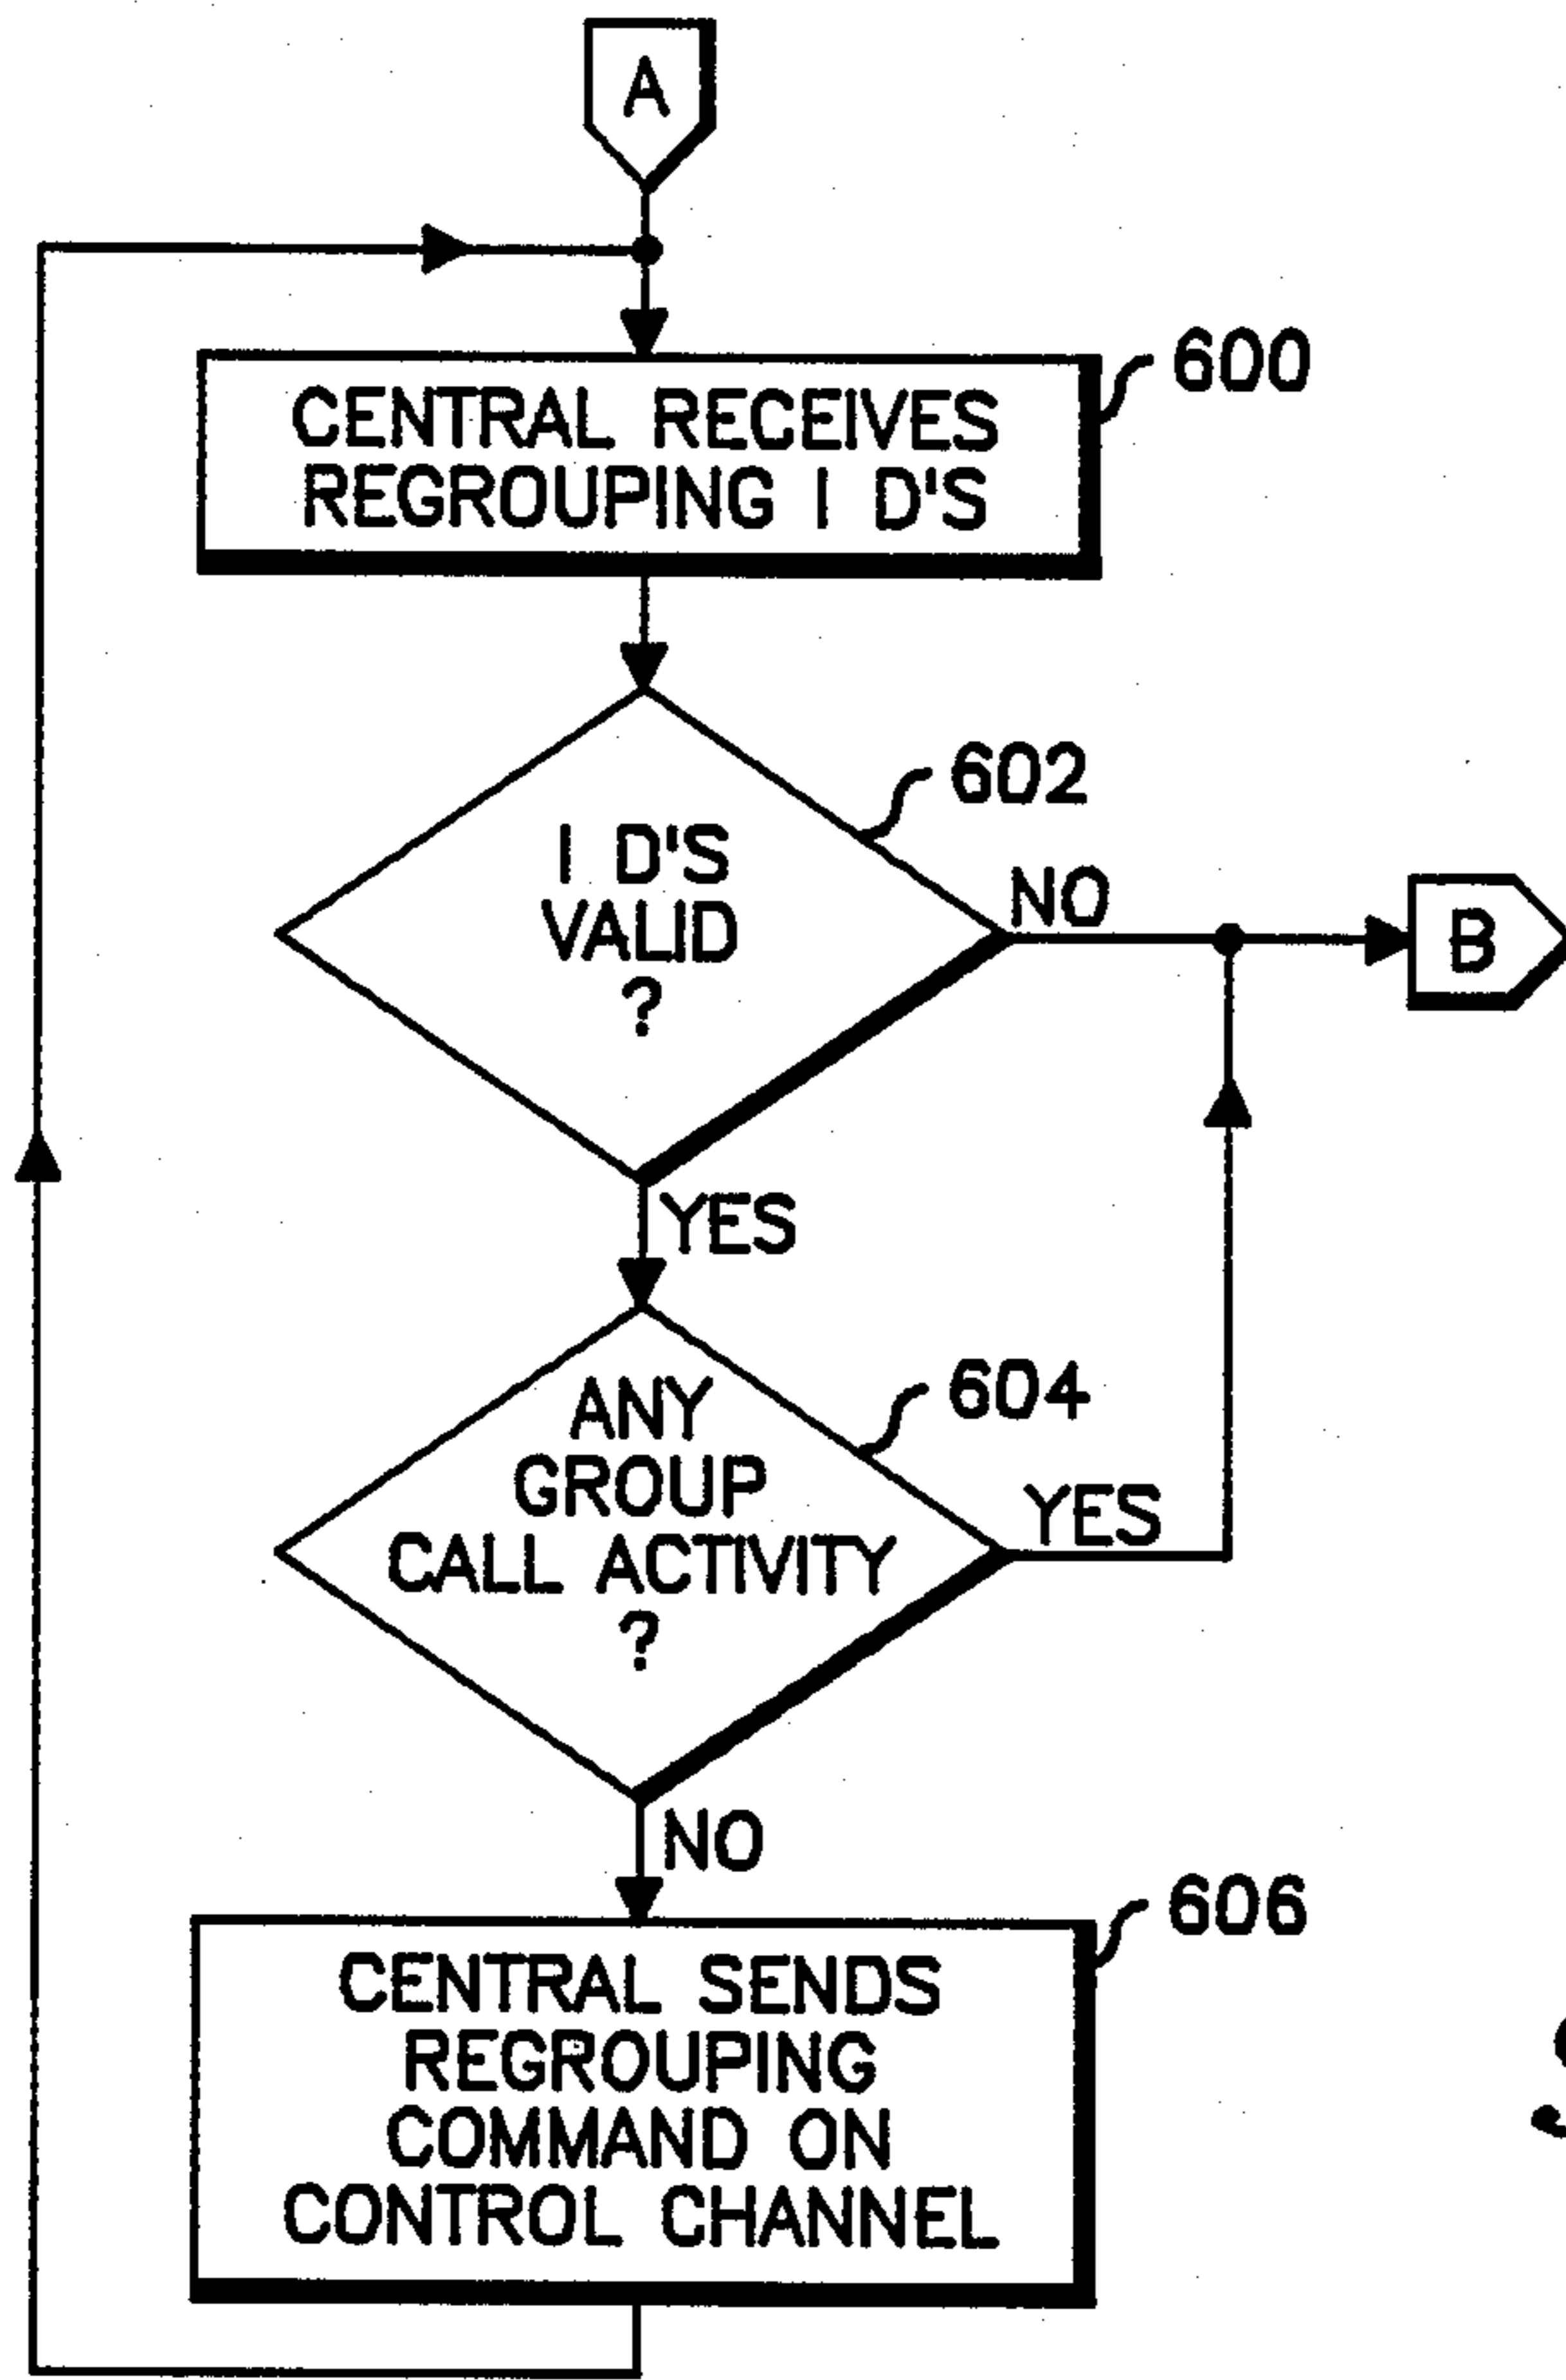 A
600
CENTRAL RECEIVES
REGROUPING I D'S
602
I D'S
VALID
?
NO
B
YES
604
ANY
GROUP
CALL ACTIVITY
?
YES
NO
606
CENTRAL SENDS
REGROUPING
COMMAND ON
CONTROL CHANNEL